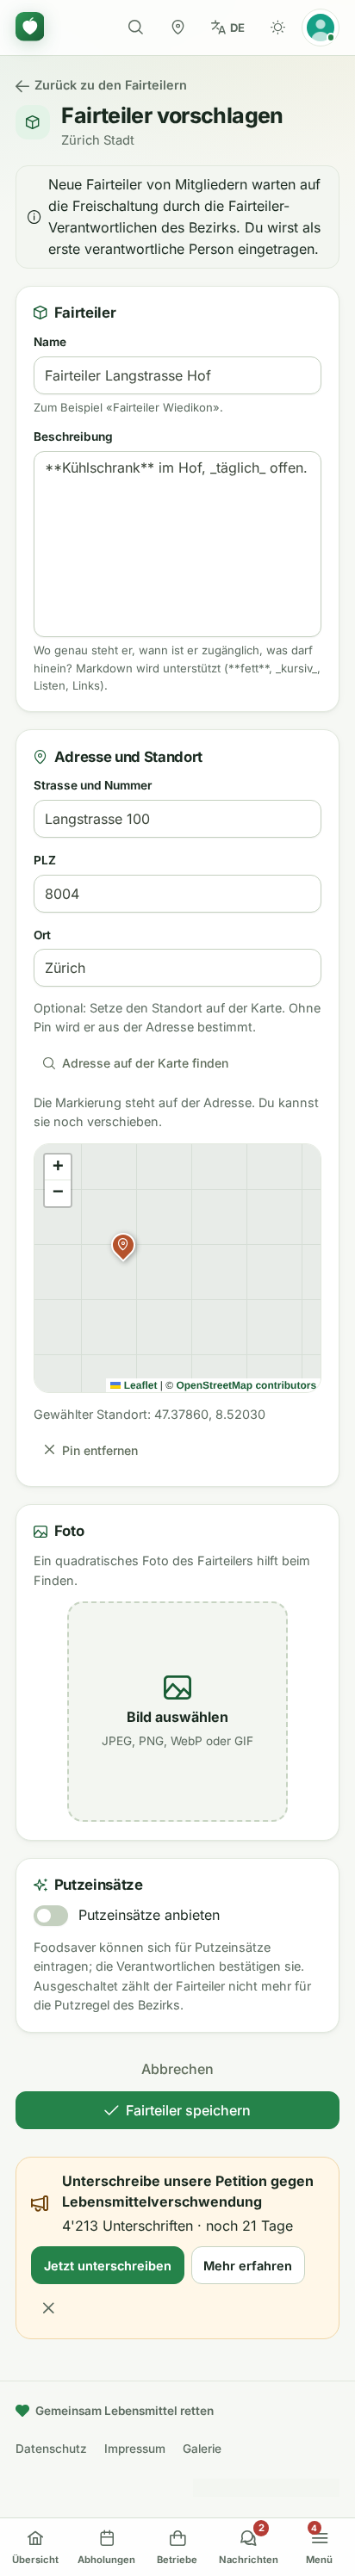 DE
Zurück zu den Fairteilern
Fairteiler vorschlagen
Zürich Stadt
Neue Fairteiler von Mitgliedern warten auf
die Freischaltung durch die Fairteiler-
Verantwortlichen des Bezirks. Du wirst als
erste verantwortliche Person eingetragen.
Fairteiler
Name
Fairteiler Langstrasse Hof
Zum Beispiel «Fairteiler Wiedikon».
Beschreibung
**Kühlschrank** im Hof, _täglich_ offen.
Wo genau steht er, wann ist er zugänglich, was darf
hinein? Markdown wird unterstützt (**fett**, _kursiv_,
Listen, Links).
Adresse und Standort
Strasse und Nummer
Langstrasse 100
PLZ
8004
Ort
Zürich
Optional: Setze den Standort auf der Karte. Ohne
Pin wird er aus der Adresse bestimmt.
Adresse auf der Karte finden
Die Markierung steht auf der Adresse. Du kannst
sie noch verschieben.
+
−
Leaflet | © OpenStreetMap contributors
Gewählter Standort: 47.37860, 8.52030
Pin entfernen
Foto
Ein quadratisches Foto des Fairteilers hilft beim
Finden.
Bild auswählen
JPEG, PNG, WebP oder GIF
Putzeinsätze
Putzeinsätze anbieten
Foodsaver können sich für Putzeinsätze
eintragen; die Verantwortlichen bestätigen sie.
Ausgeschaltet zählt der Fairteiler nicht mehr für
die Putzregel des Bezirks.
Abbrechen
Fairteiler speichern
Unterschreibe unsere Petition gegen
Lebensmittelverschwendung
4'213 Unterschriften · noch 21 Tage
Jetzt unterschreiben Mehr erfahren
Gemeinsam Lebensmittel retten
Datenschutz Impressum Galerie
2 4
Übersicht Abholungen Betriebe Nachrichten Menü